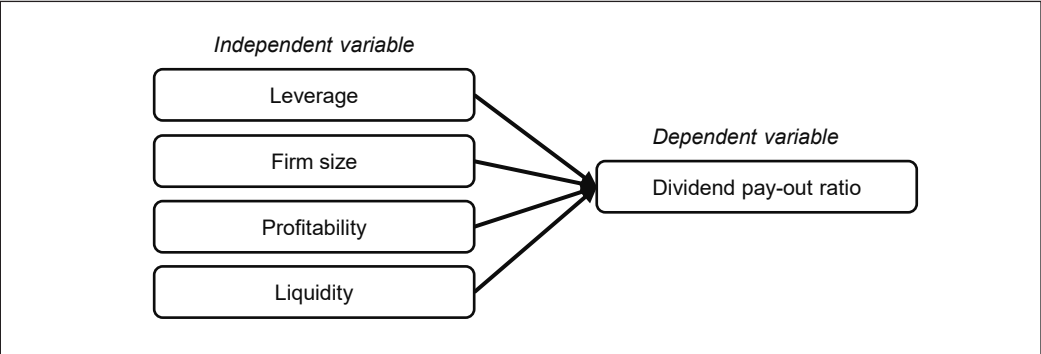 Independent variable
Leverage
Firm size
Profitability
Liquidity
Dependent variable
Dividend pay-out ratio